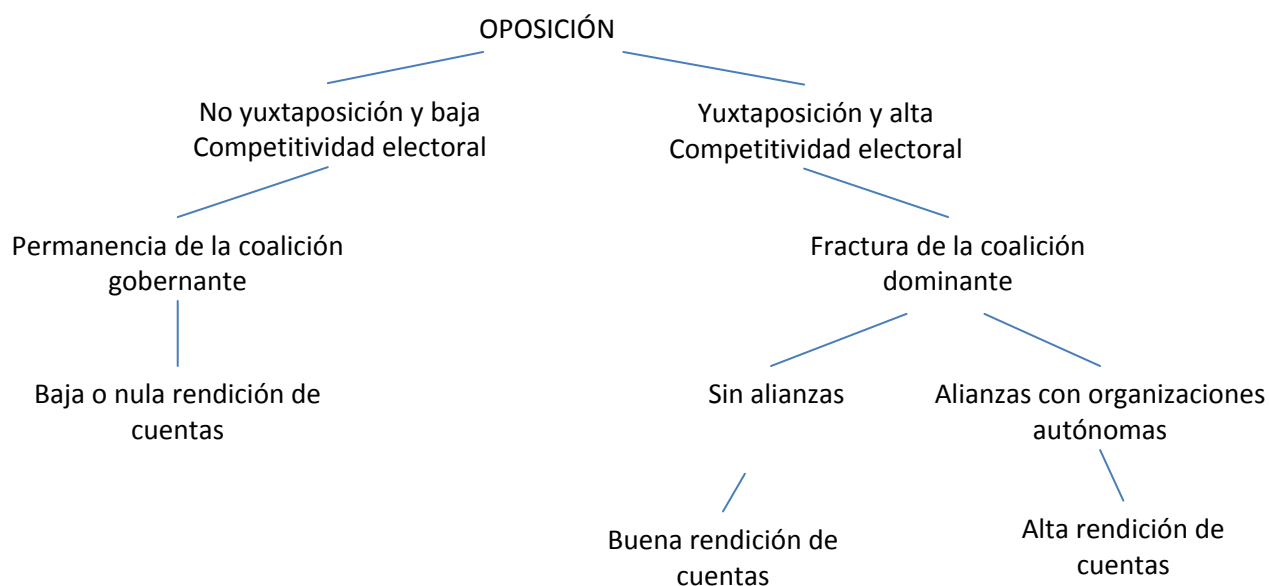 OPOSICIÓN
No yuxtaposición y baja
Competitividad electoral
Yuxtaposición y alta
Competitividad electoral
Permanencia de la coalición
gobernante
Fractura de la coalición
dominante
Baja o nula rendición de
cuentas
Sin alianzas
Alianzas con organizaciones
autónomas
Buena rendición de
cuentas
Alta rendición de
cuentas